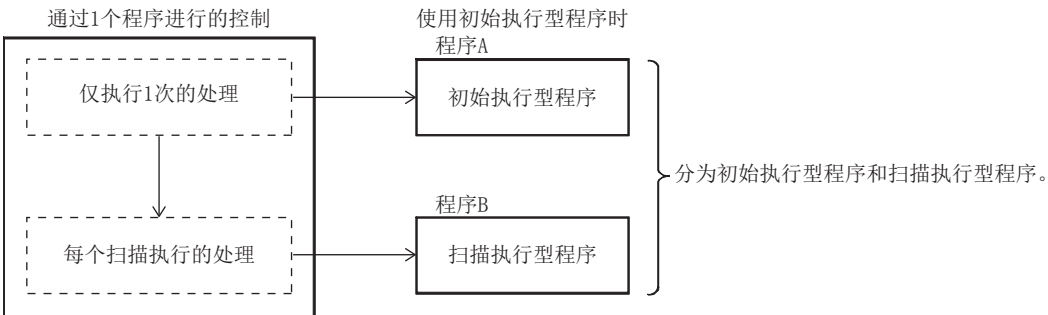 通过1个程序进行的控制
使用初始执行型程序时
程序A
仅执行1次的处理
初始执行型程序
分为初始执行型程序和扫描执行型程序。
程序B
每个扫描执行的处理
扫描执行型程序